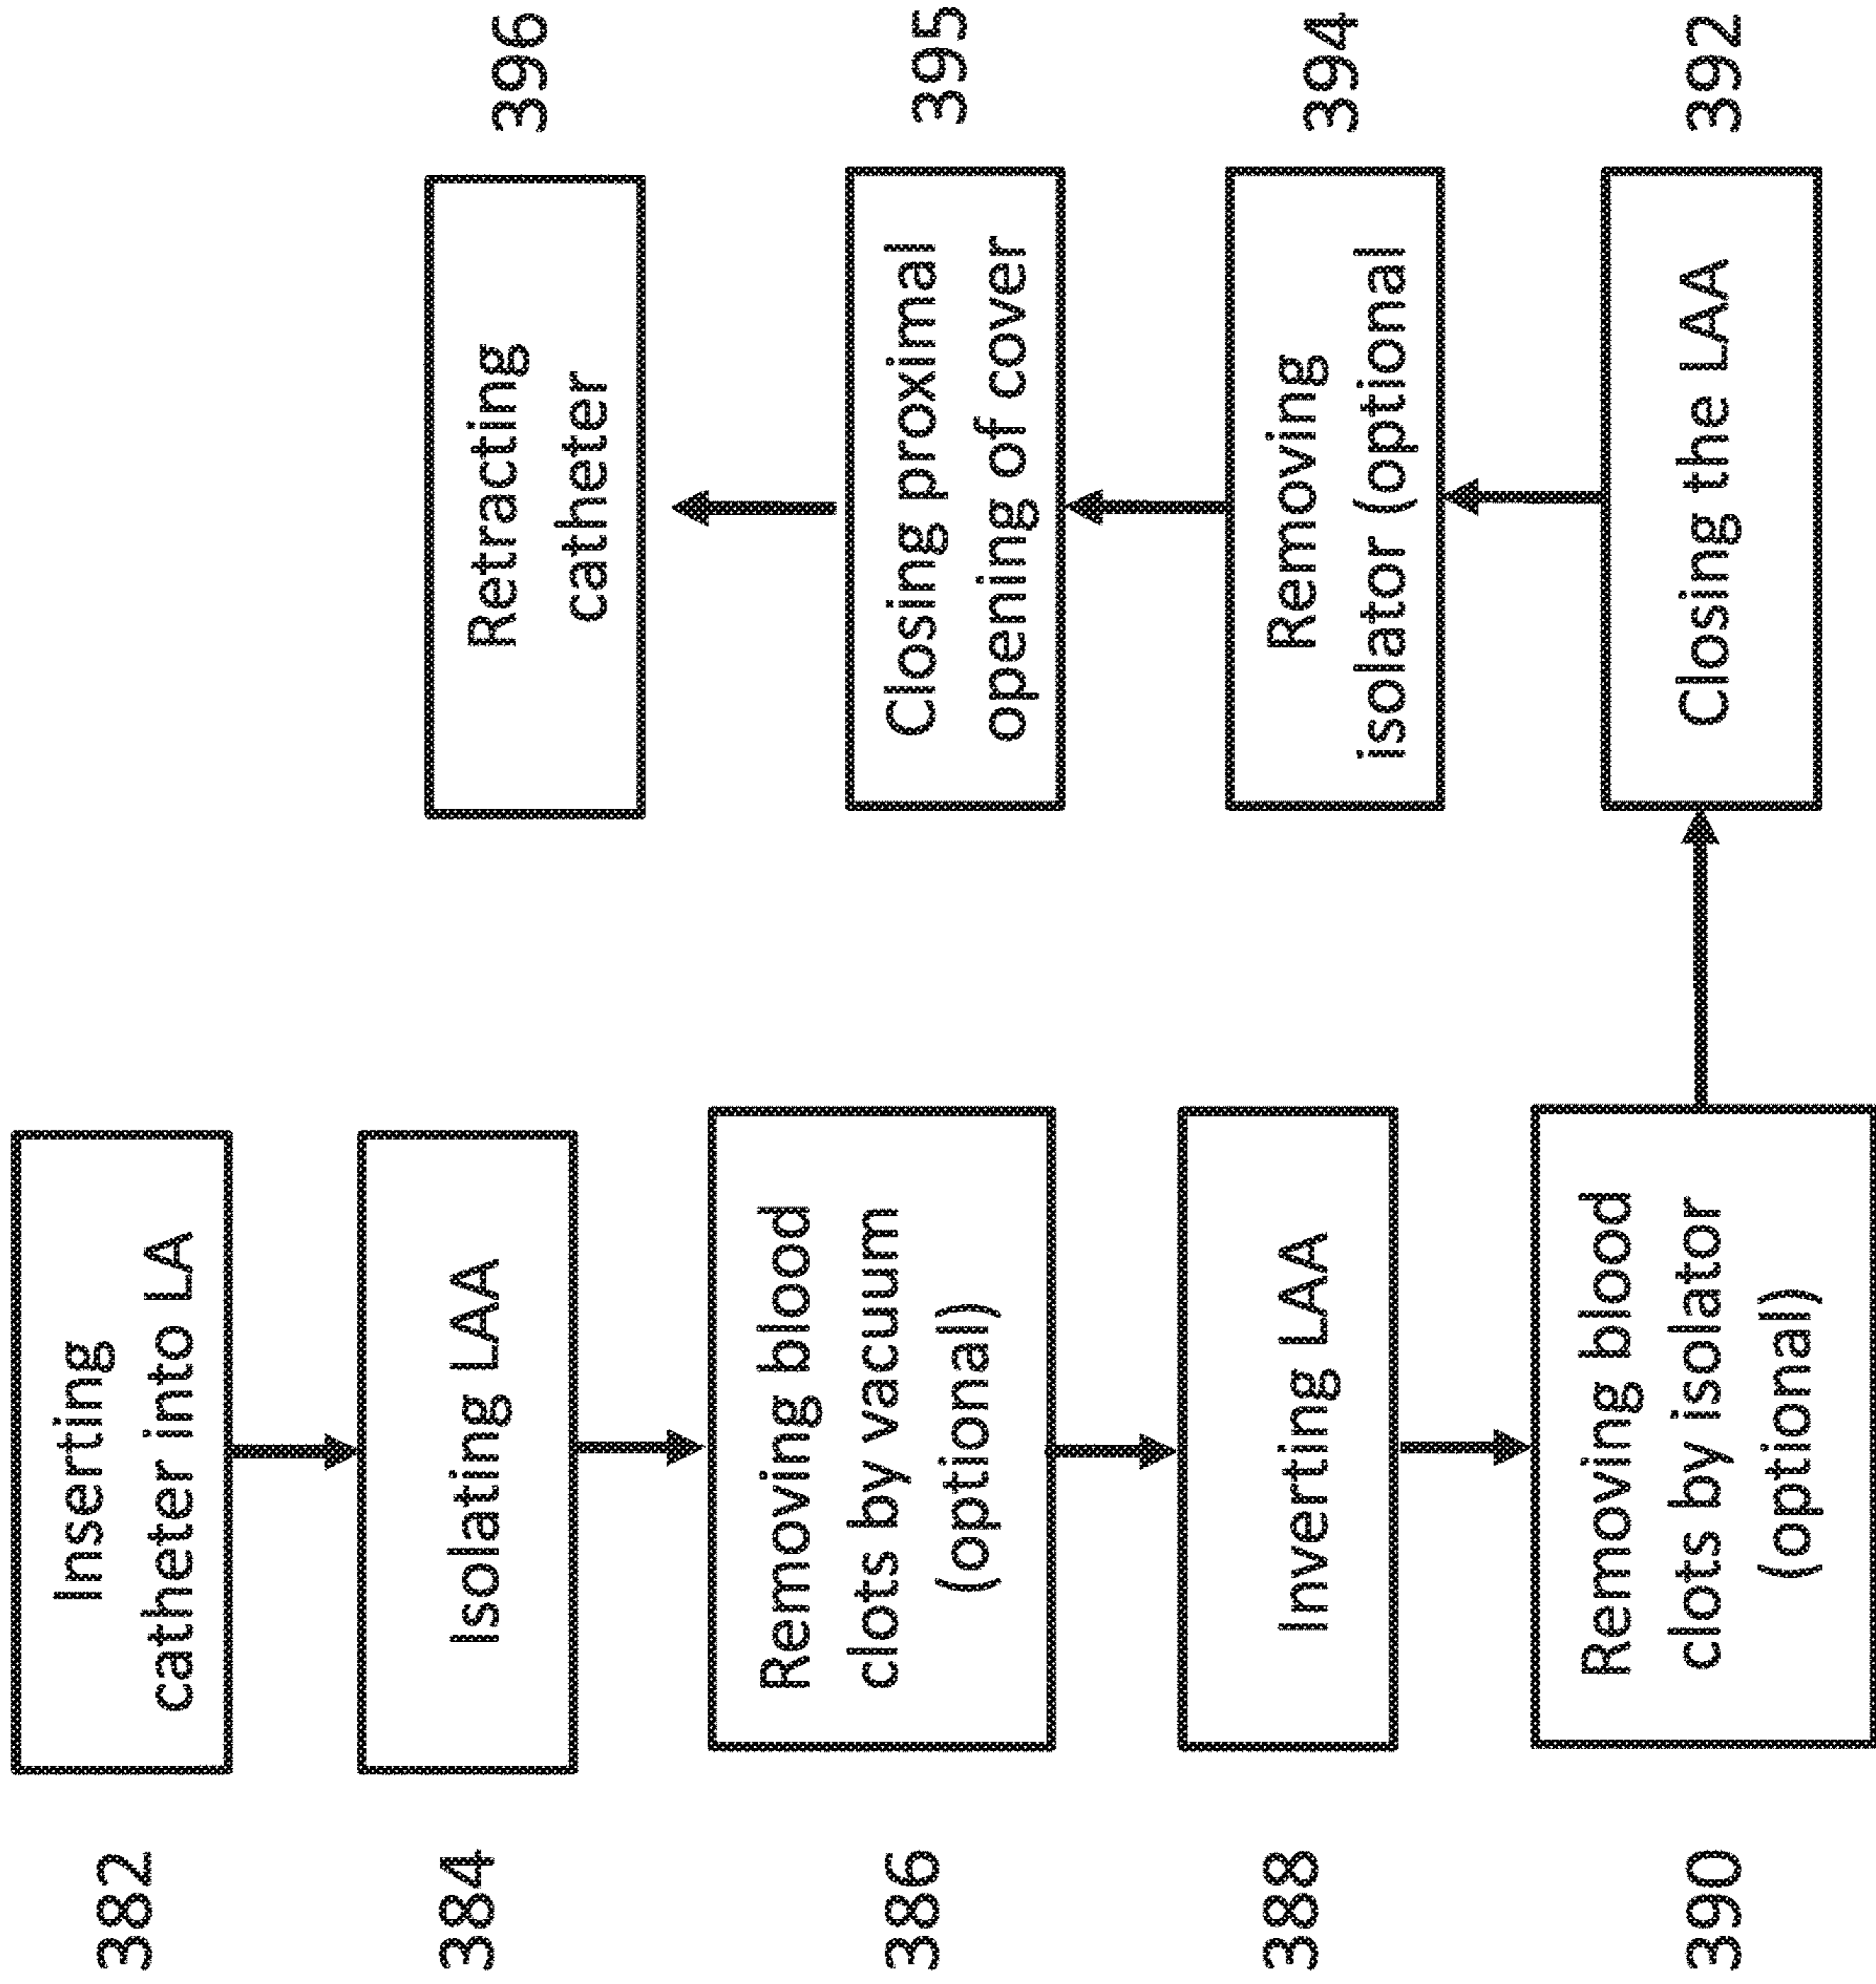 382
Inserting
catheter into LA
384
Isolating LAA
386
Removing blood
clots by vacuum
(optional)
388
Inverting LAA
390
Removing blood
clots by isolator
(optional)
392
Closing the LAA
394
Removing
isolator (optional
395
Closing proximal
opening of cover
396
Retracting
catheter